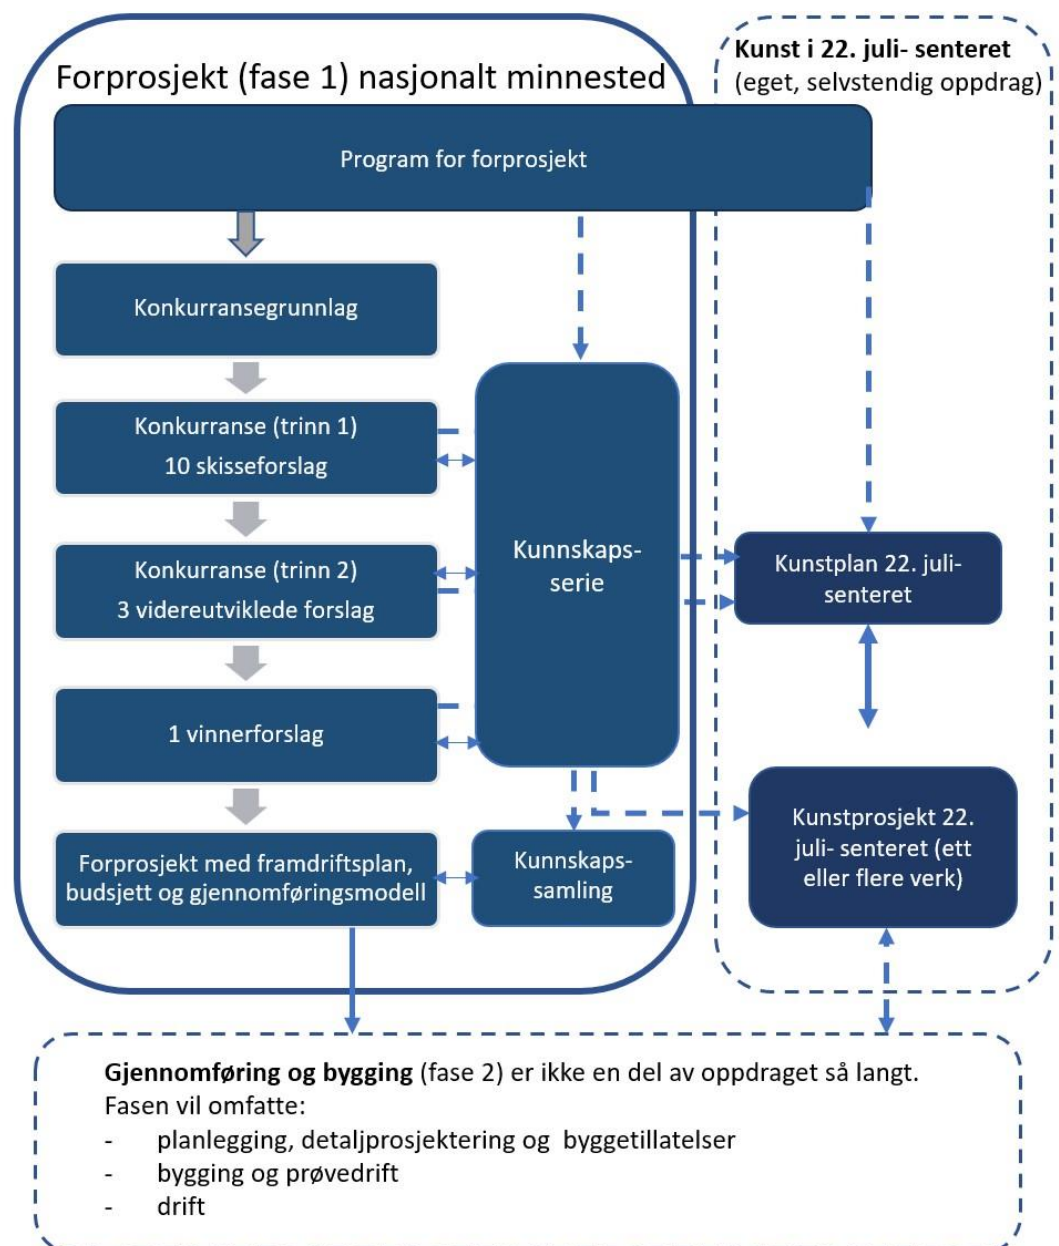 Forprosjekt (fase 1) nasjonalt minnested
Kunst i 22. juli- senteret
(eget, selvstendig oppdrag)
Program for forprosjekt
Konkurransegrunnlag
Konkurranse (trinn 1)
10 skisseforslag
Konkurranse (trinn 2)
3 videreutviklede forslag
1 vinnerforslag
Forprosjekt med framdriftsplan,
budsjett og gjennomføringsmodell
Kunnskaps-
serie
Kunnskaps-
samling
Kunstplan 22. juli-
senteret
Kunstprosjekt 22.
juli- senteret (ett
eller flere verk)
Gjennomføring og bygging (fase 2) er ikke en del av oppdraget så langt.
Fasen vil omfatte:
- planlegging, detaljprosjektering og byggetillatelser
- bygging og prøvedrift
- drift